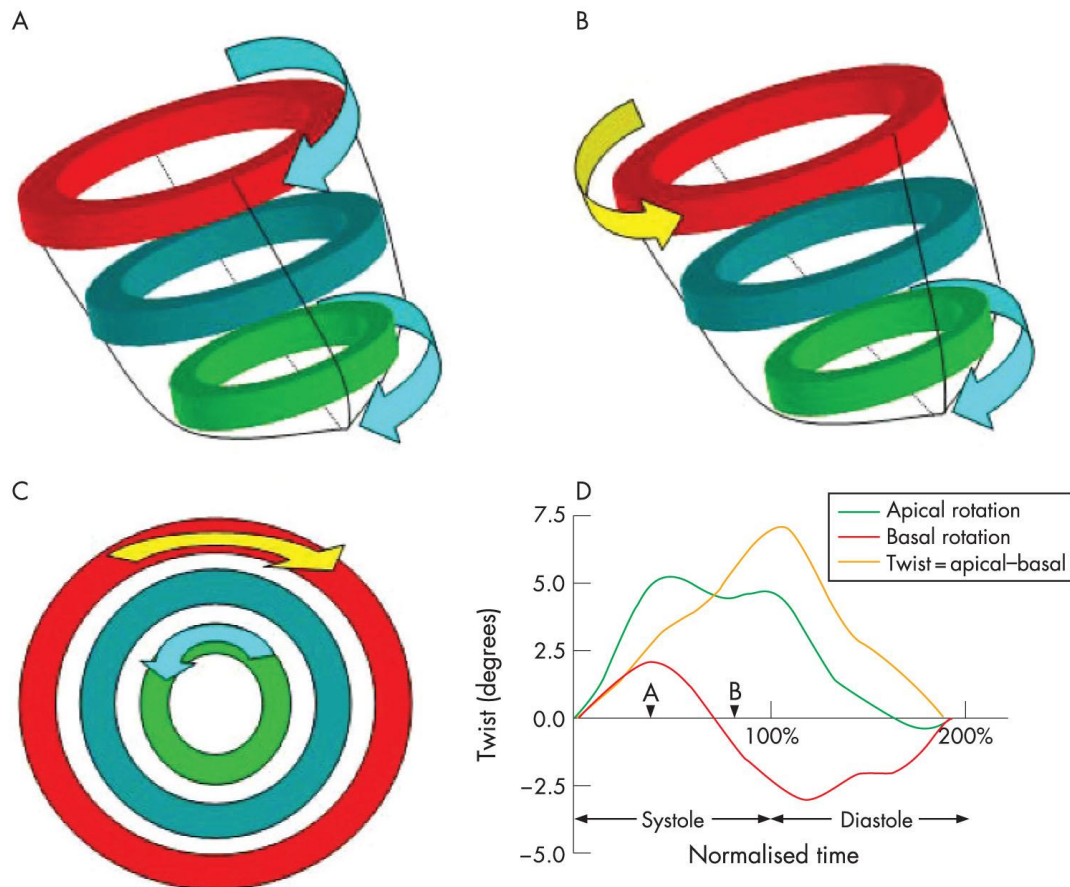 A
B
C
D
Apical rotation
Basal rotation
Twist = apical–basal
7.5
5.0
2.5
0.0
−2.5
−5.0
Twist (degrees)
A
B
100%
200%
Systole
Diastole
Normalised time